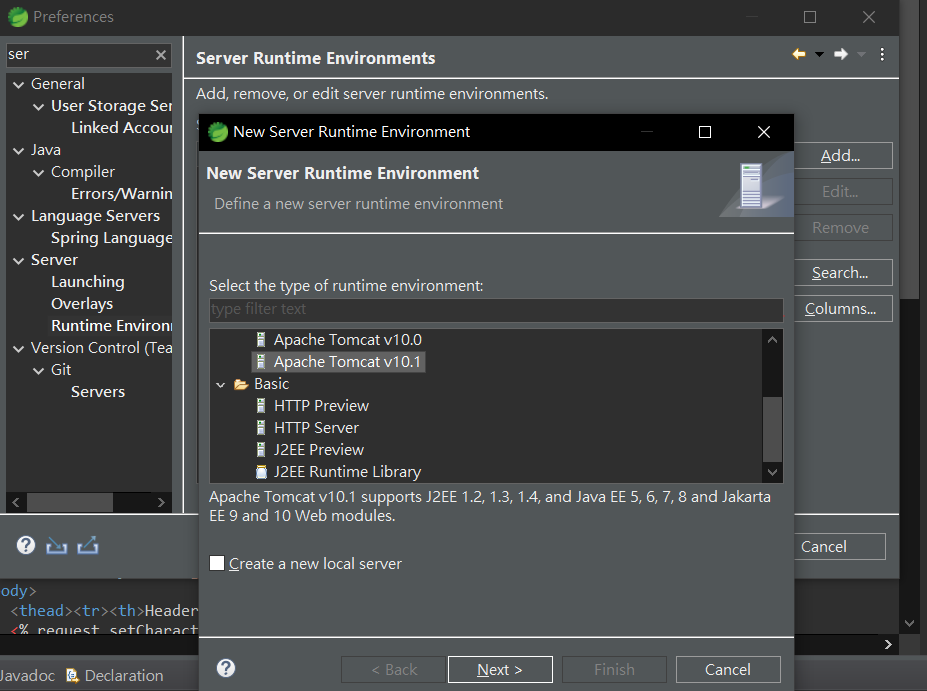 Preferences
ser
Server Runtime Environments
General
User Storage Ser
Linked Accour
Java
Compiler
Errors/Warnin
Language Servers
Spring Language
Server
Launching
Overlays
Runtime Environ
Version Control (Tea
Git
Servers
Add, remove, or edit server runtime environments.
Add...
Edit...
Remove
Search...
Columns...
Cancel
New Server Runtime Environment
New Server Runtime Environment
Define a new server runtime environment
Select the type of runtime environment:
type filter text
Apache Tomcat v10.0
Apache Tomcat v10.1
Basic
HTTP Preview
HTTP Server
J2EE Preview
J2EE Runtime Library
Apache Tomcat v10.1 supports J2EE 1.2, 1.3, 1.4, and Java EE 5, 6, 7, 8 and Jakarta
EE 9 and 10 Web modules.
Create a new local server
< Back
Next >
Finish
Cancel
ody>
<thead><tr><th>Header
<% request setCharact
Javadoc
Declaration